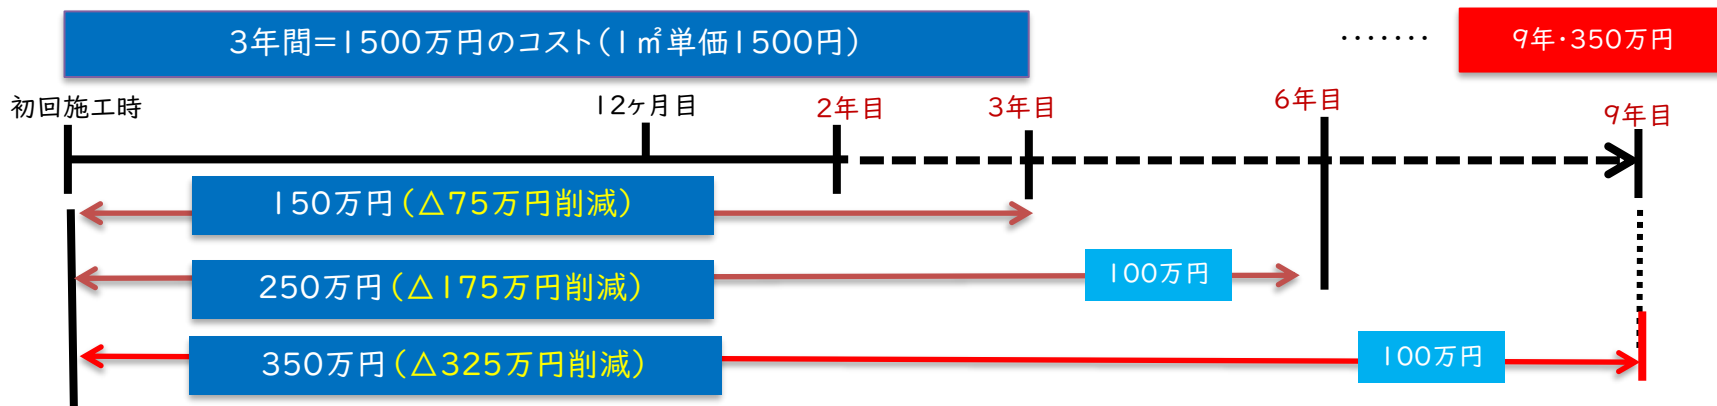 3年間=1500万円のコスト(1㎡単価1500円)
.......
9年・350万円
初回施工時
12ヶ月目
2年目
3年目
6年目
9年目
150万円(△75万円削減)
250万円(△175万円削減)
100万円
350万円(△325万円削減)
100万円